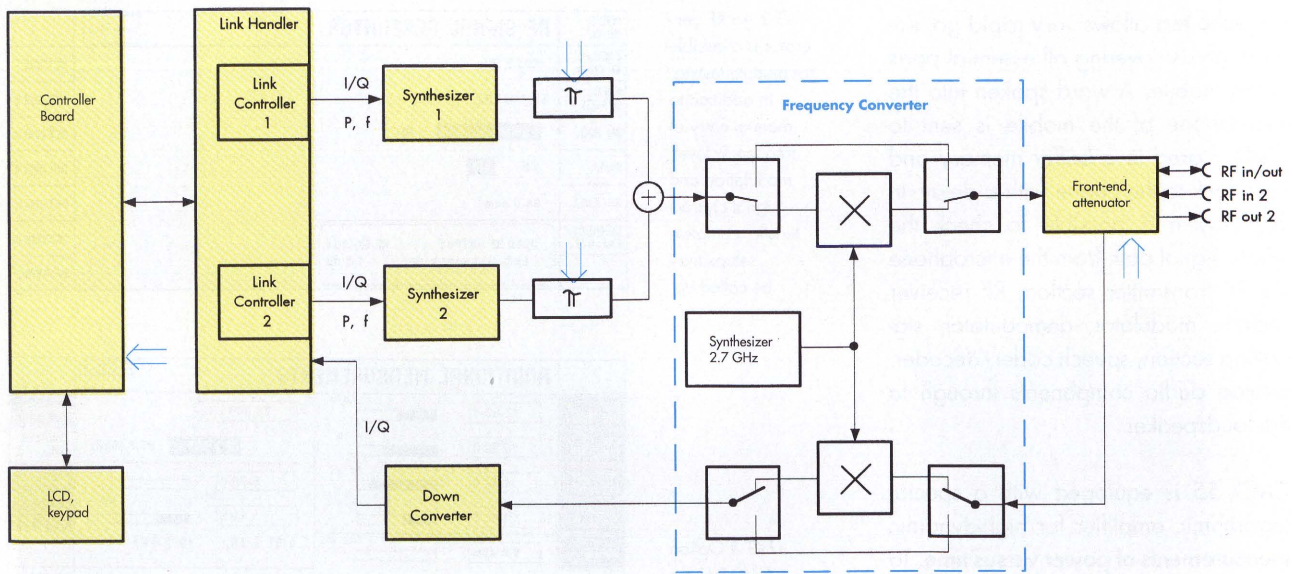 Link Handler
Controller
Board
Link
Controller
1
I/Q
P, f
Synthesizer
1
π
Frequency Converter
Front-end,
attenuator
RF in/out
RF in 2
RF out 2
Link
Controller
2
I/Q
P, f
Synthesizer
2
π
Synthesizer
2.7 GHz
I/Q
LCD,
keypad
Down
Converter